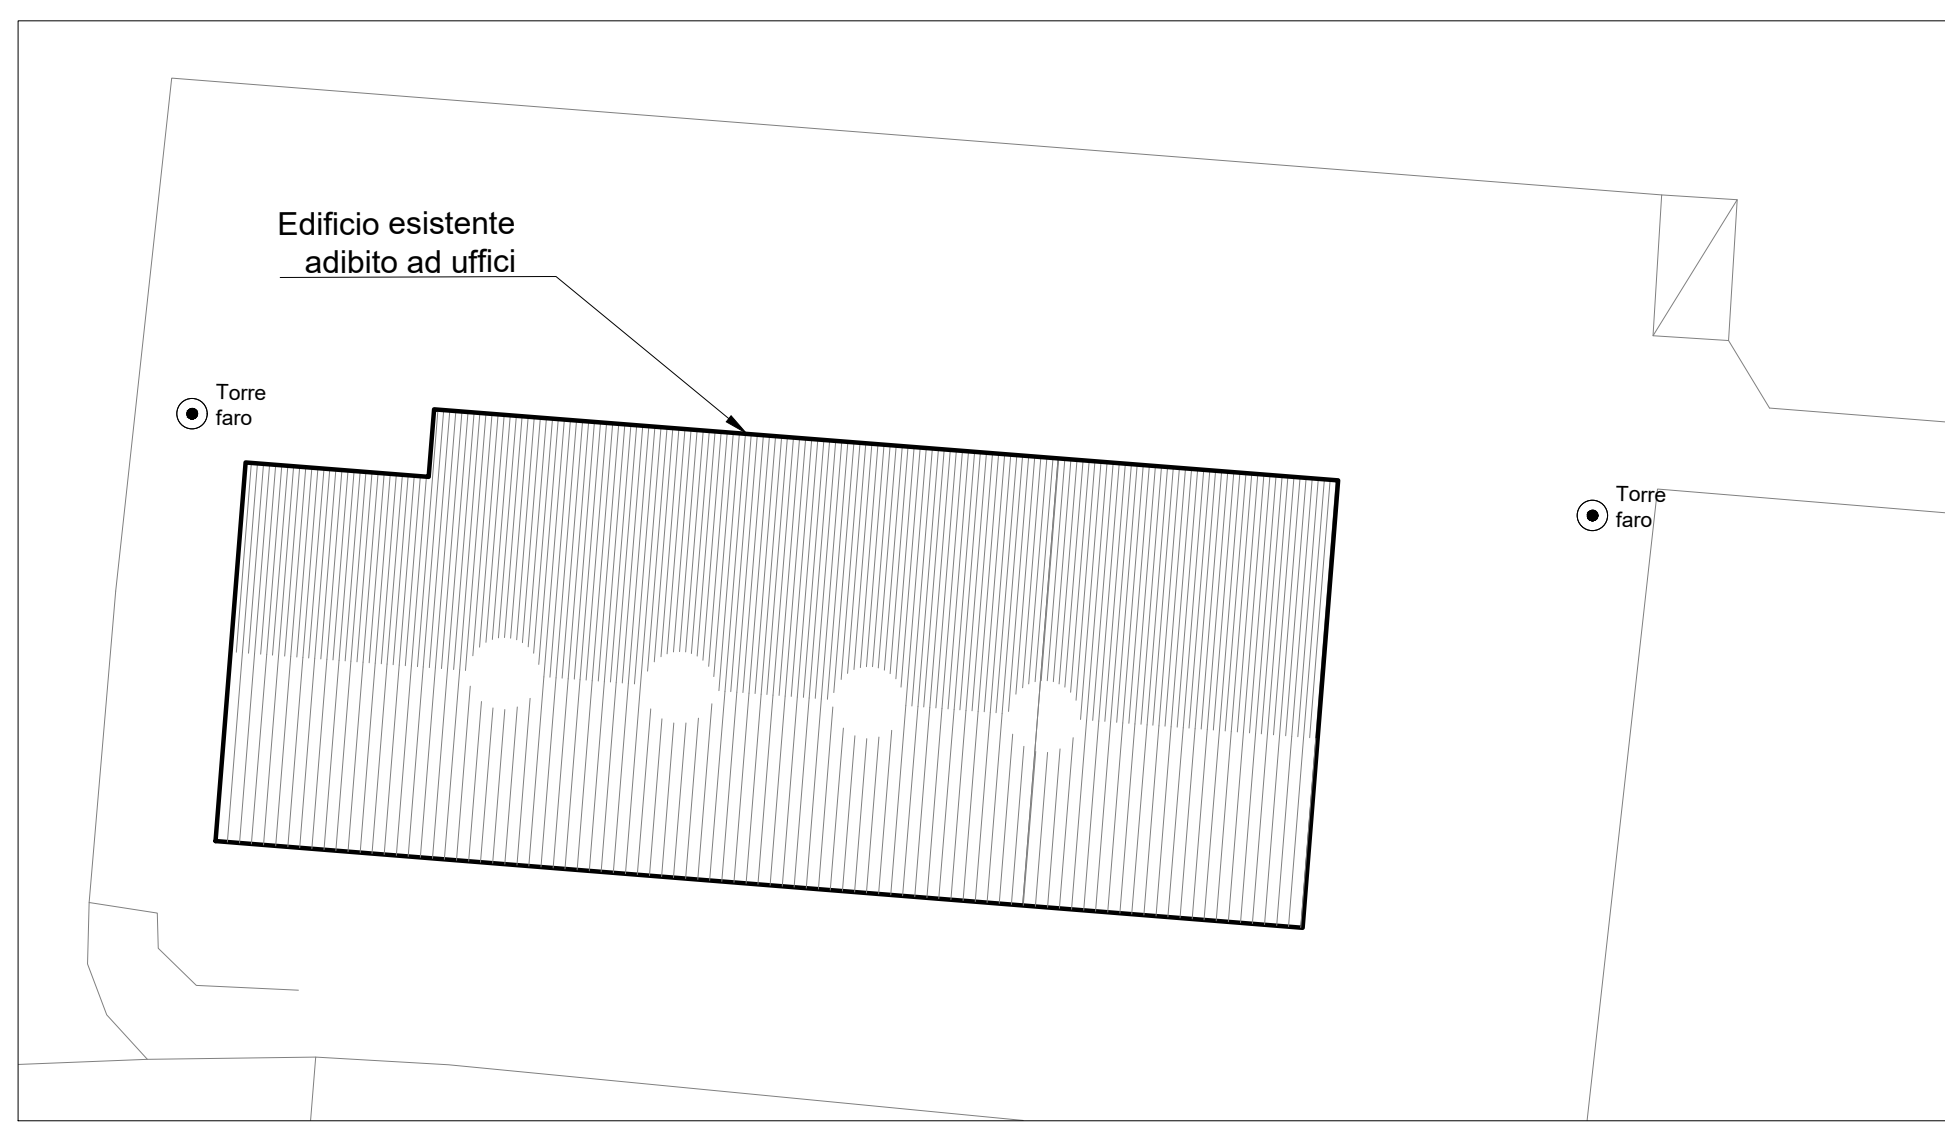 Edificio esistente
adibito ad uffici
Torre
faro
Torre
faro